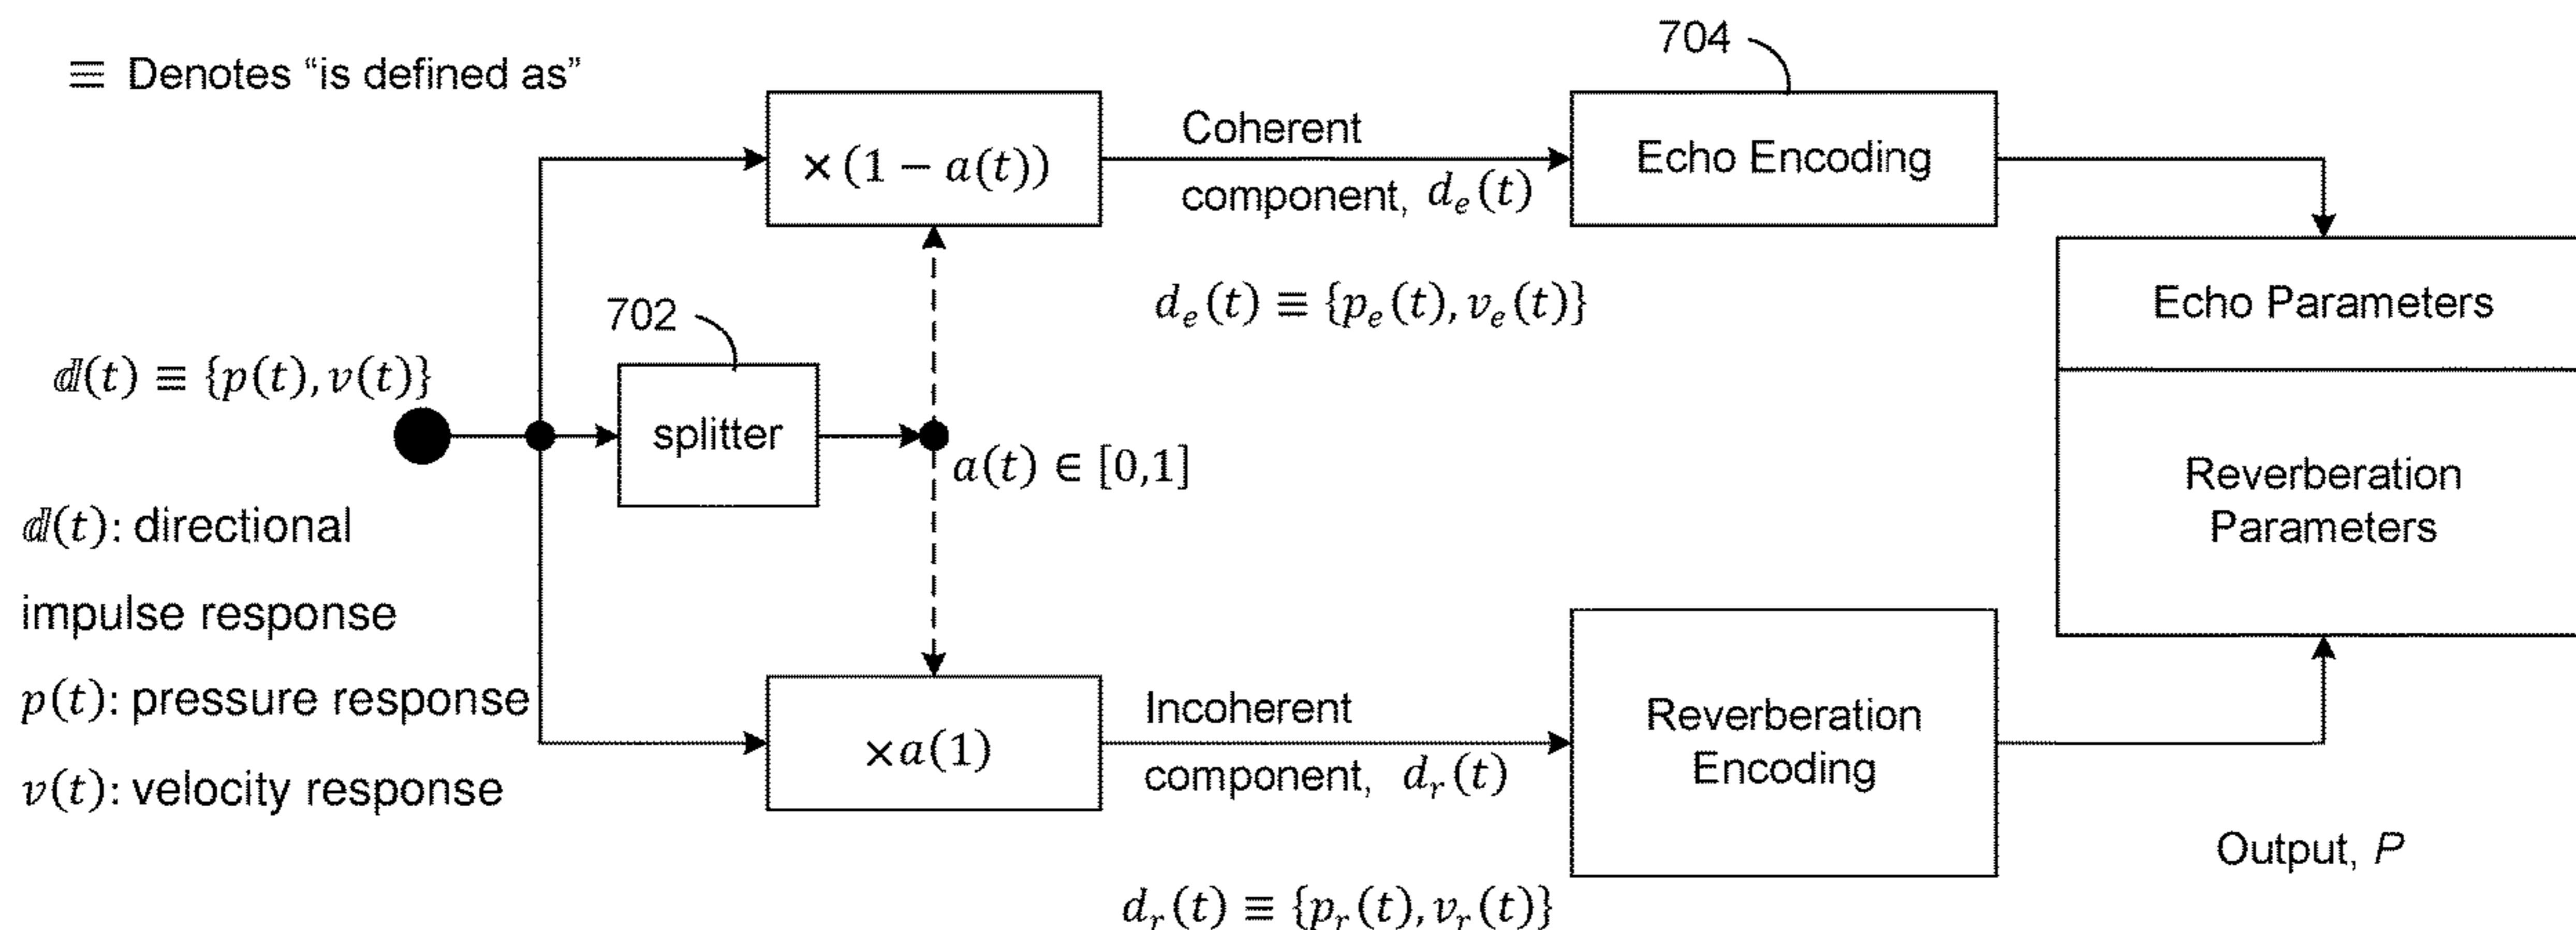 ≡ Denotes “is defined as”
704
× (1 − a(t))
Coherent
component, d_e(t)
Echo Encoding
d_e(t) ≡ {p_e(t), v_e(t)}
Echo Parameters
702
𝕕(t) ≡ {p(t), v(t)}
splitter
a(t) ∈ [0,1]
Reverberation
Parameters
𝕕(t): directional
impulse response
p(t): pressure response
v(t): velocity response
×a(1)
Incoherent
component, d_r(t)
Reverberation
Encoding
Output, P
d_r(t) ≡ {p_r(t), v_r(t)}